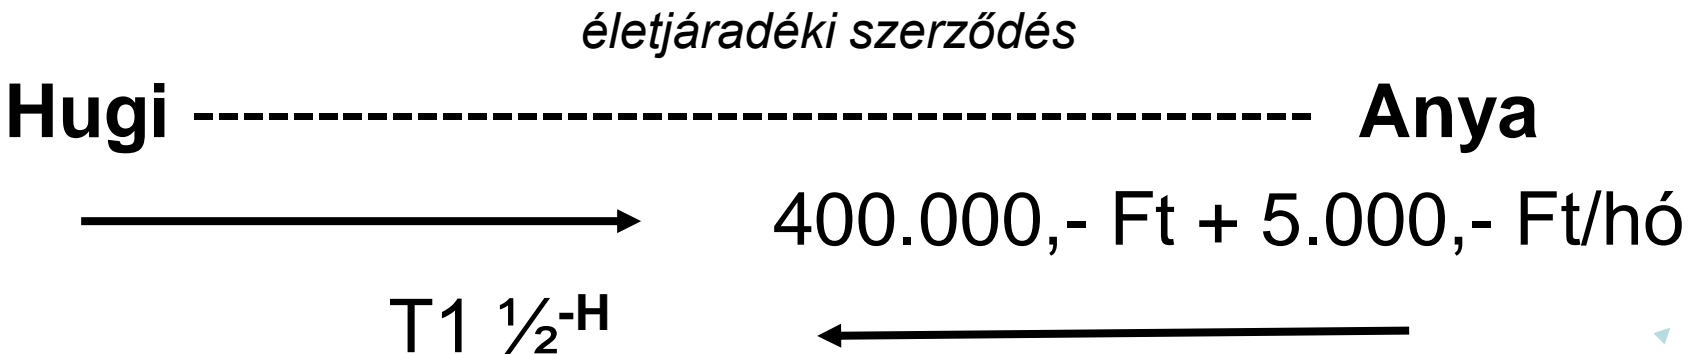 életjáradéki szerződés
Hugi ---------------------------------------------- Anya
400.000,- Ft + 5.000,- Ft/hó
T1 ½-H